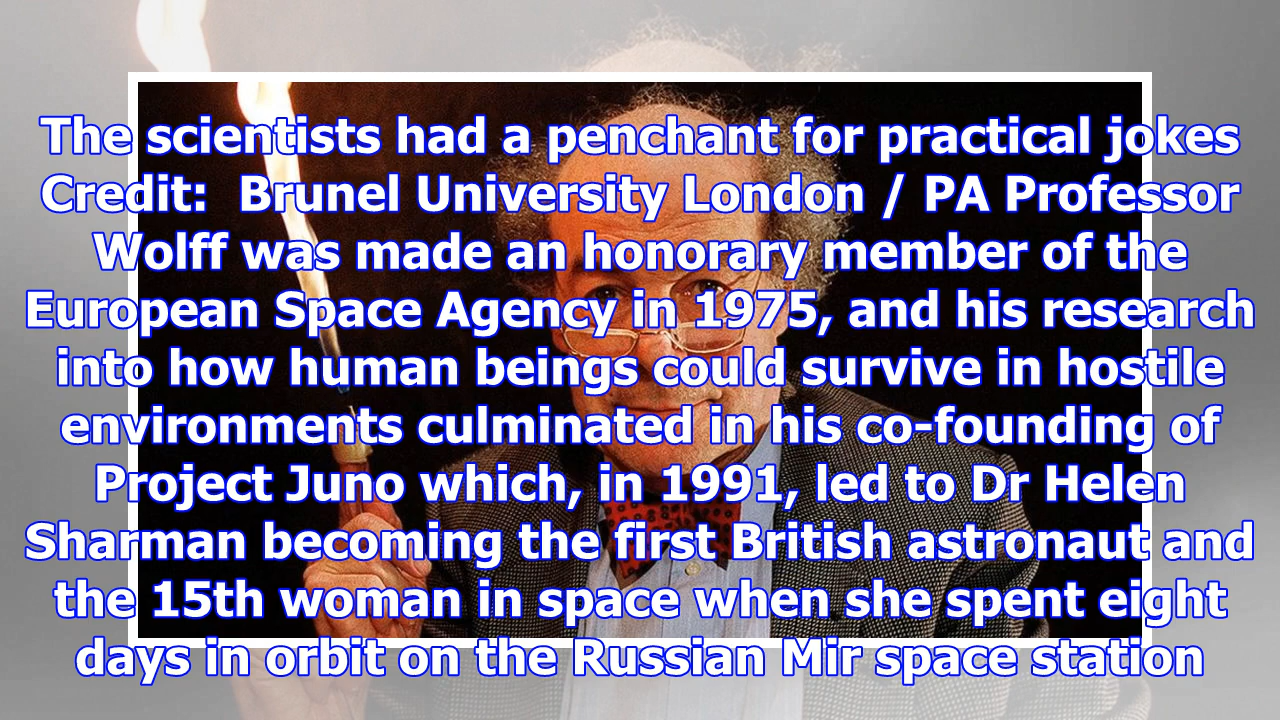 The scientists had a penchant for practical jokes
Credit:  Brunel University London / PA Professor
Wolff was made an honorary member of the
European Space Agency in 1975, and his research
into how human beings could survive in hostile
environments culminated in his co-founding of
Project Juno which, in 1991, led to Dr Helen
Sharman becoming the first British astronaut and
the 15th woman in space when she spent eight
days in orbit on the Russian Mir space station